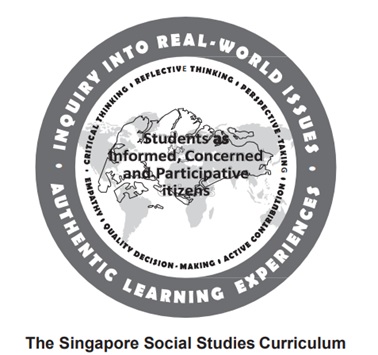 INQUIRY INTO REAL-WORLD ISSUES
AUTHENTIC LEARNING EXPERIENCES
CRITICAL THINKING
REFLECTIVE THINKING
PERSPECTIVE-TAKING
EMPATHY
QUALITY DECISION-MAKING
ACTIVE CONTRIBUTION
Students as
Informed, Concerned
and Participative
itizens
The Singapore Social Studies Curriculum